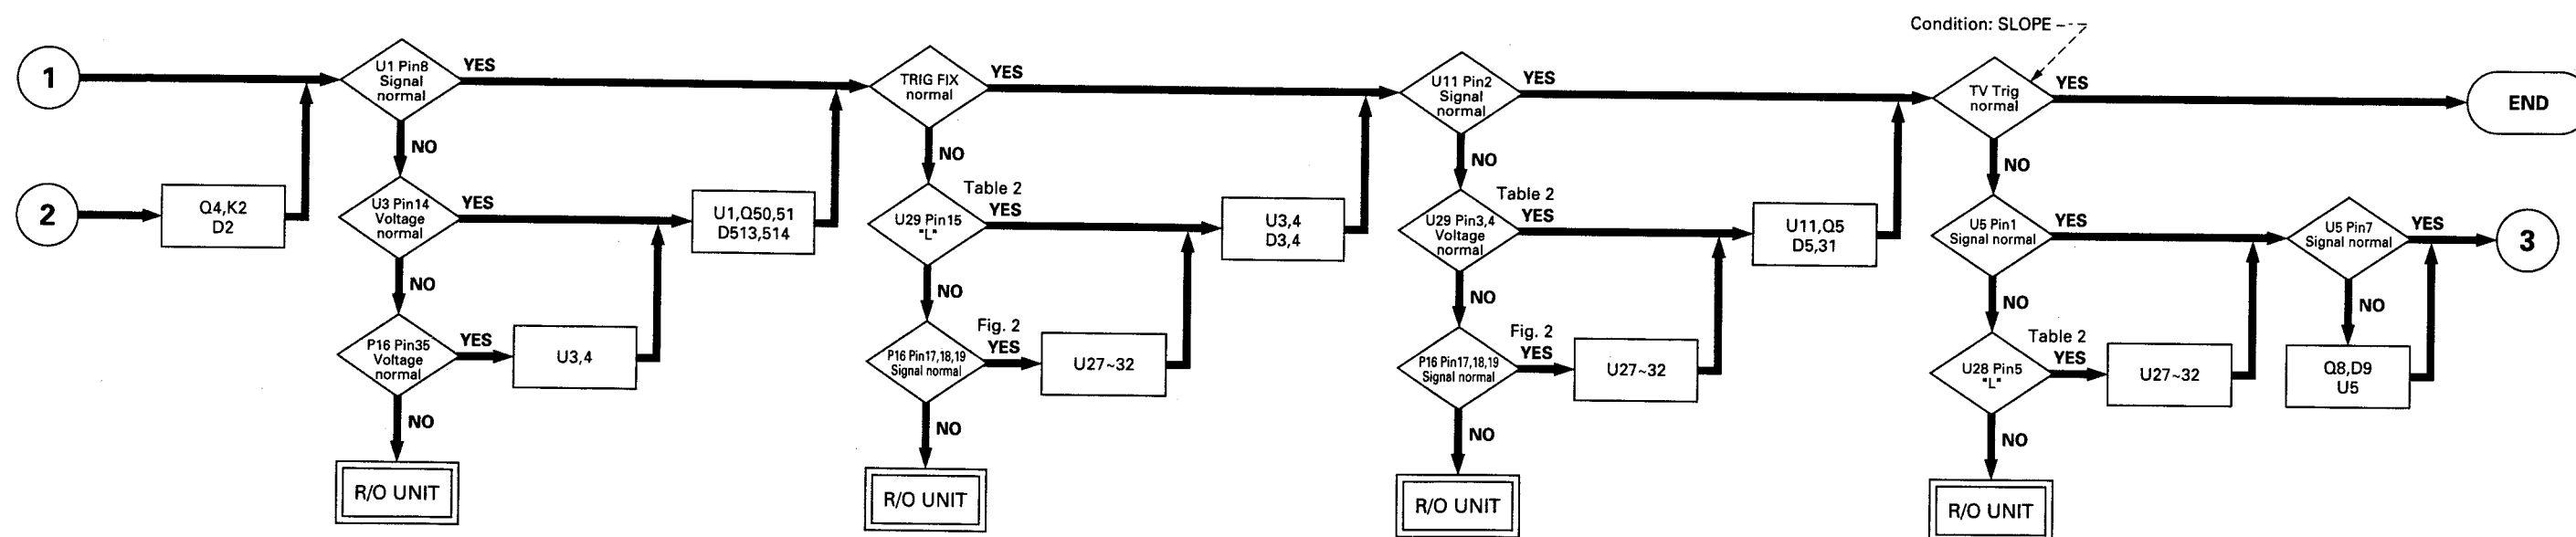 Condition: SLOPE
1
U1 Pin8
Signal
normal
YES
NO
TRIG FIX
normal
YES
NO
U11 Pin2
Signal
normal
YES
NO
TV Trig
normal
YES
NO
END
2
Q4,K2
D2
U3 Pin14
Voltage
normal
YES
NO
U1,Q50,51
D513,514
Table 2
U29 Pin15
"L"
YES
NO
U3,4
D3,4
Table 2
U29 Pin3,4
Voltage
normal
YES
NO
U11,Q5
D5,31
U5 Pin1
Signal normal
YES
NO
U5 Pin7
Signal normal
YES
NO
3
P16 Pin35
Voltage
normal
YES
NO
U3,4
Fig. 2
P16 Pin17,18,19
Signal normal
YES
NO
U27~32
Fig. 2
P16 Pin17,18,19
Signal normal
YES
NO
U27~32
Table 2
U28 Pin5
"L"
YES
NO
U27~32
Q8,D9
U5
R/O UNIT
R/O UNIT
R/O UNIT
R/O UNIT